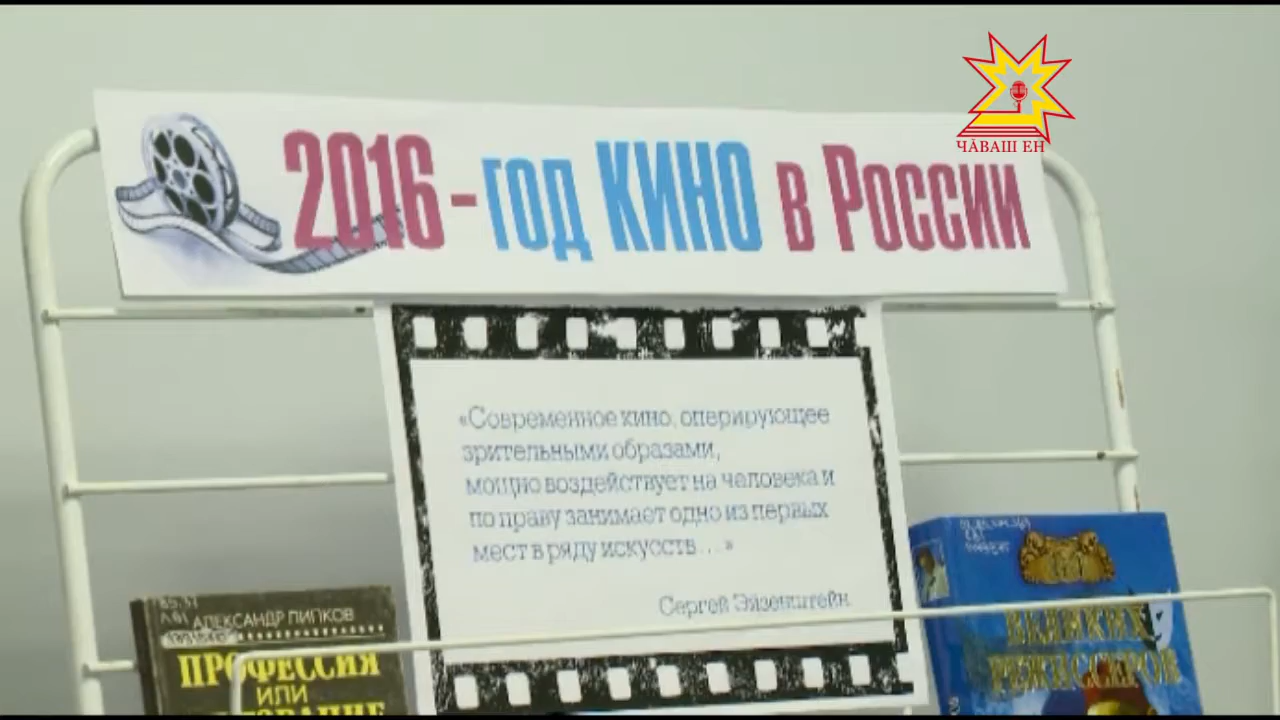 ЧӐВАШ ЕН
2016 - год КИНО в России
«Современное кино, оперирующее
зрительными образами,
мощно воздействует на человека и
по праву занимает одно из первых
мест в ряду искусств...»
Сергей Эйзенштейн
АЛЕКСАНДР ПИПКОВ
ПРОФЕССИЯ
ИЛИ
ВЕЛИКИХ
РЕЖИССЕРОВ